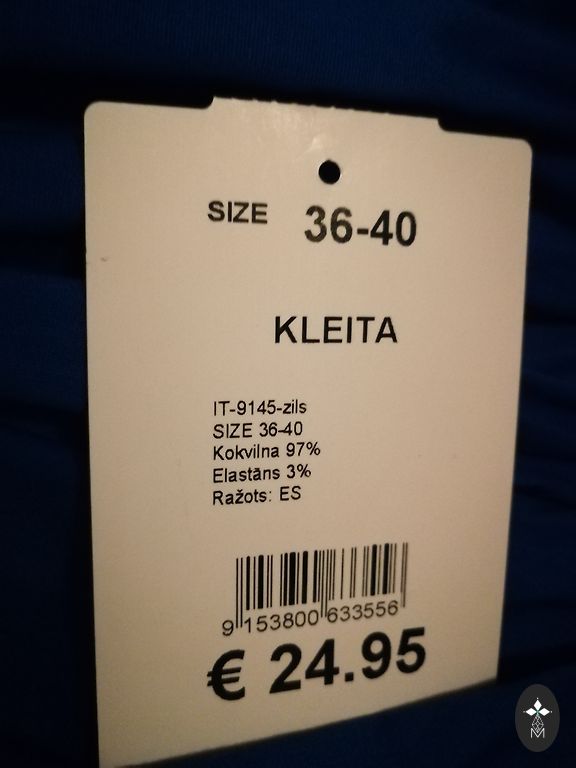 SIZE 36-40
KLEITA
IT-9145-zils
SIZE 36-40
Kokvilna 97%
Elastāns 3%
Ražots: ES
9 153800 633556
€ 24.95
M